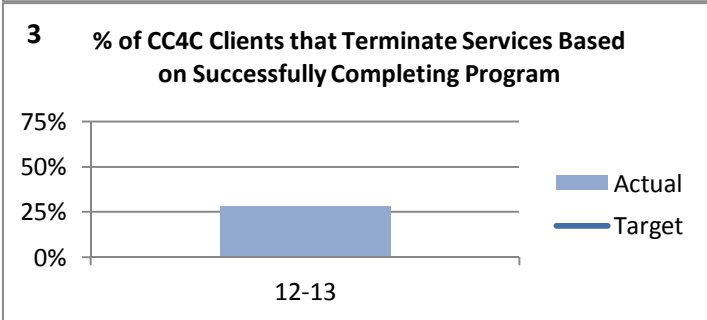 3
% of CC4C Clients that Terminate Services Based
on Successfully Completing Program
75%
50%
25%
0%
12-13
Actual
Target